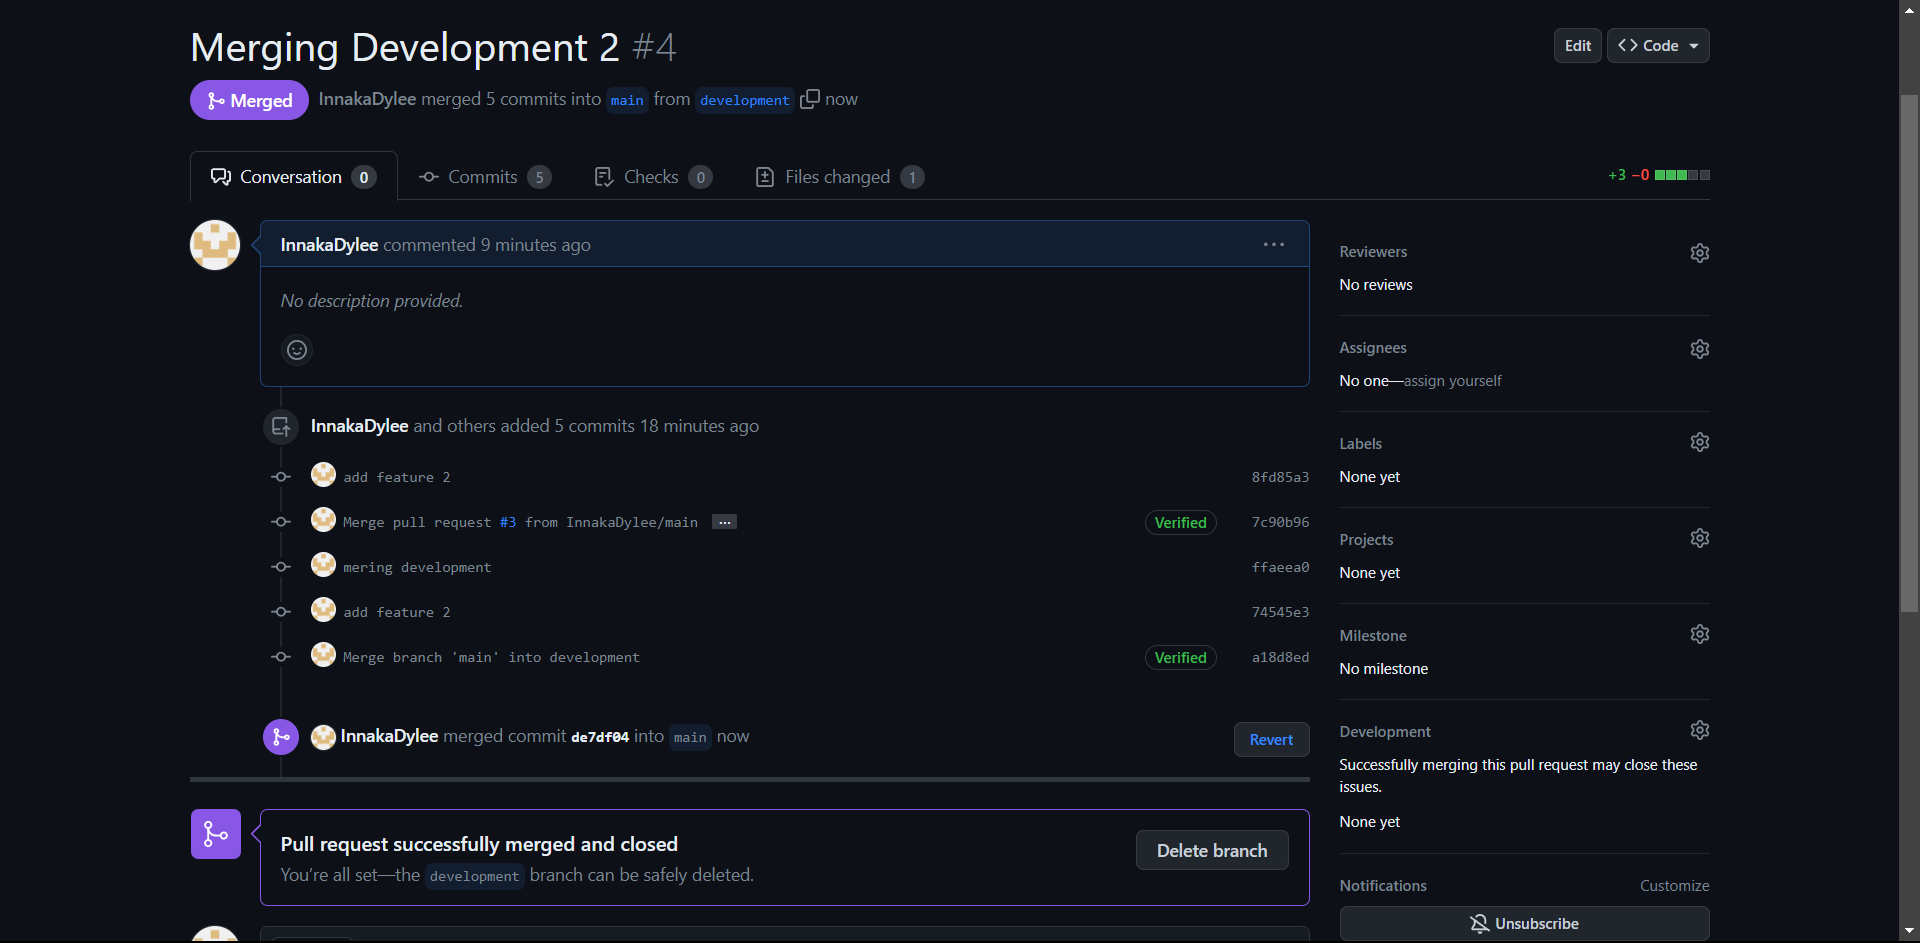 Merging Development 2 #4
Edit
Code
Merged
InnakaDylee merged 5 commits into main from development now
Conversation 0
Commits 5
Checks 0
Files changed 1
+3 −0
InnakaDylee commented 9 minutes ago
No description provided.
InnakaDylee and others added 5 commits 18 minutes ago
add feature 2 8fd85a3
Merge pull request #3 from InnakaDylee/main ... Verified 7c90b96
mering development ffaeea0
add feature 2 74545e3
Merge branch 'main' into development Verified a18d8ed
InnakaDylee merged commit de7df04 into main now
Revert
Pull request successfully merged and closed
You're all set—the development branch can be safely deleted.
Delete branch
Reviewers
No reviews
Assignees
No one—assign yourself
Labels
None yet
Projects
None yet
Milestone
No milestone
Development
Successfully merging this pull request may close these
issues.
None yet
Notifications
Customize
Unsubscribe